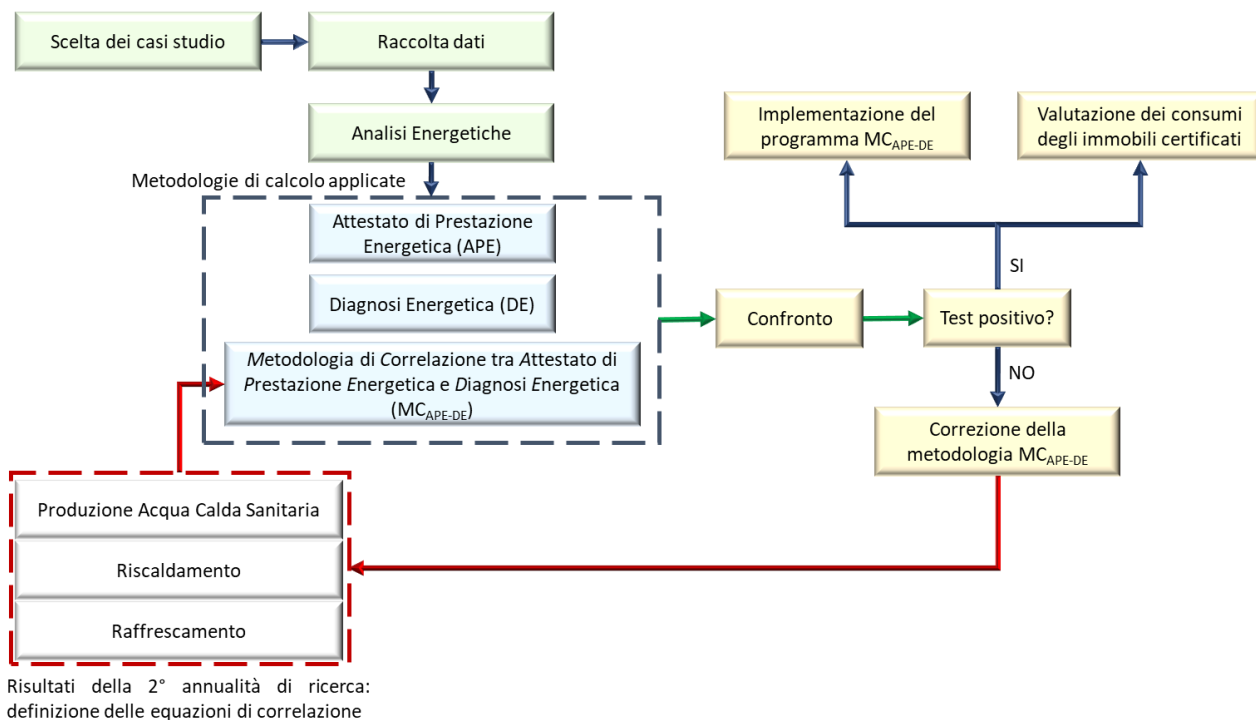 Scelta dei casi studio
Raccolta dati
Analisi Energetiche
Metodologie di calcolo applicate
Attestato di Prestazione
Energetica (APE)
Diagnosi Energetica (DE)
Metodologia di Correlazione tra Attestato di
Prestazione Energetica e Diagnosi Energetica
(MCAPE-DE)
Confronto
Test positivo?
SI
NO
Implementazione del
programma MCAPE-DE
Valutazione dei consumi
degli immobili certificati
Correzione della
metodologia MCAPE-DE
Produzione Acqua Calda Sanitaria
Riscaldamento
Raffrescamento
Risultati della 2° annualità di ricerca:
definizione delle equazioni di correlazione